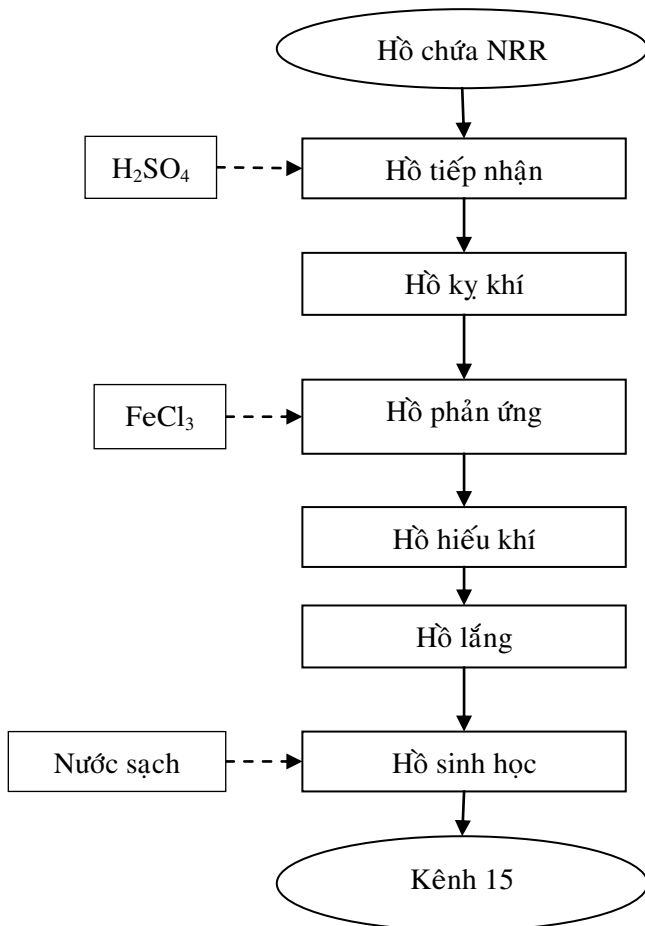 Hồ chứa NRR
H₂SO₄
Hồ tiếp nhận
Hồ kỵ khí
FeCl₃
Hồ phản ứng
Hồ hiếu khí
Hồ lắng
Nước sạch
Hồ sinh học
Kênh 15